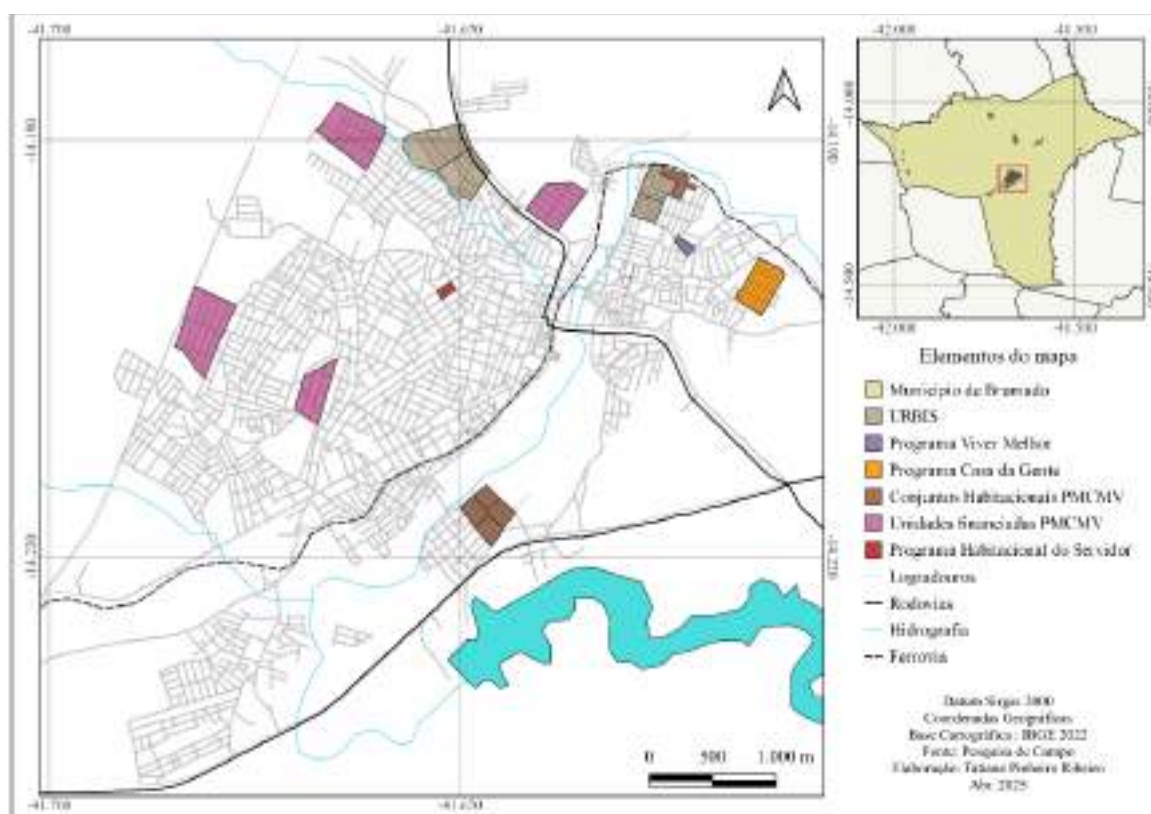 -41.700
-41.650
-14.180
-14.180
-14.220
-14.220
-41.700
-41.650
0 500 1.000 m
-42.000
-41.500
-14.000
-14.500
-42.000
-41.500
Elementos do mapa
Município de Brumado
URBIS
Programa Viver Melhor
Programa Casa da Gente
Conjuntos Habitacionais PMCMV
Unidades financiadas PMCMV
Programa Habitacional do Servidor
Logradouros
Rodovias
Hidrografia
Ferrovia
Datum Sirgas 2000
Coordenadas Geográficas
Base Cartográfica : IBGE 2022
Fonte: Pesquisa de Campo
Elaboração: Tatiane Pinheiro Ribeiro
Abr. 2025